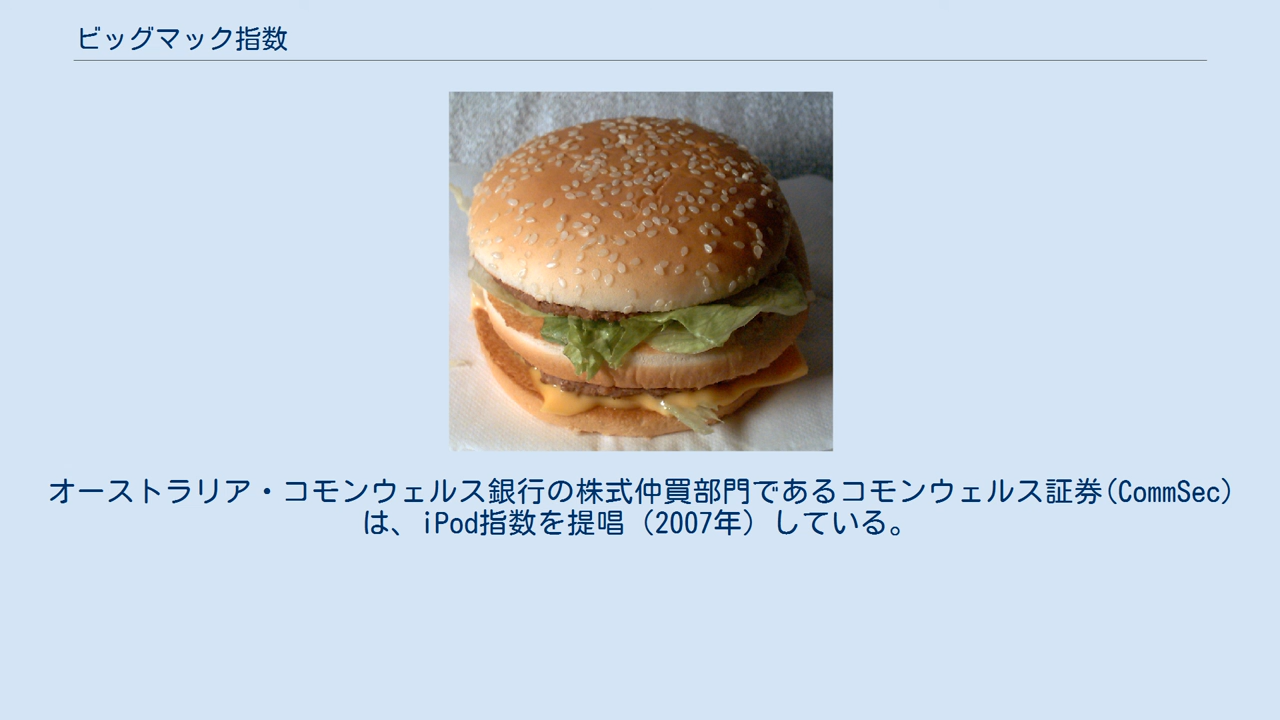 ビッグマック指数
オーストラリア・コモンウェルス銀行の株式仲買部門であるコモンウェルス証券(CommSec)
は、iPod指数を提唱（2007年）している。